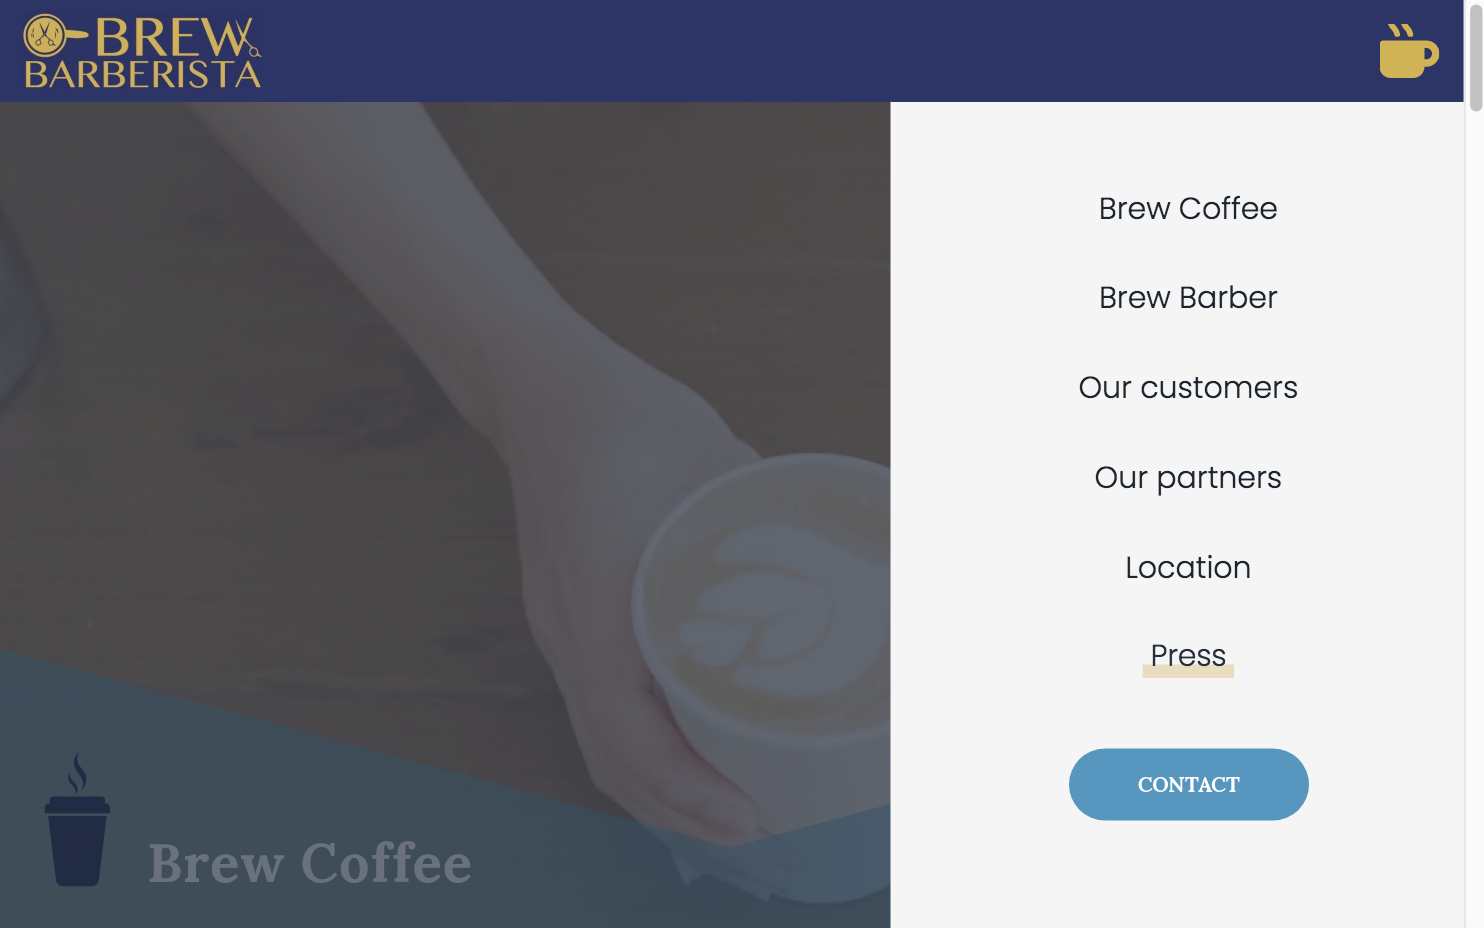 BREW
BARBERISTA
Brew Coffee
Brew Barber
Our customers
Our partners
Location
Press
CONTACT
Brew Coffee